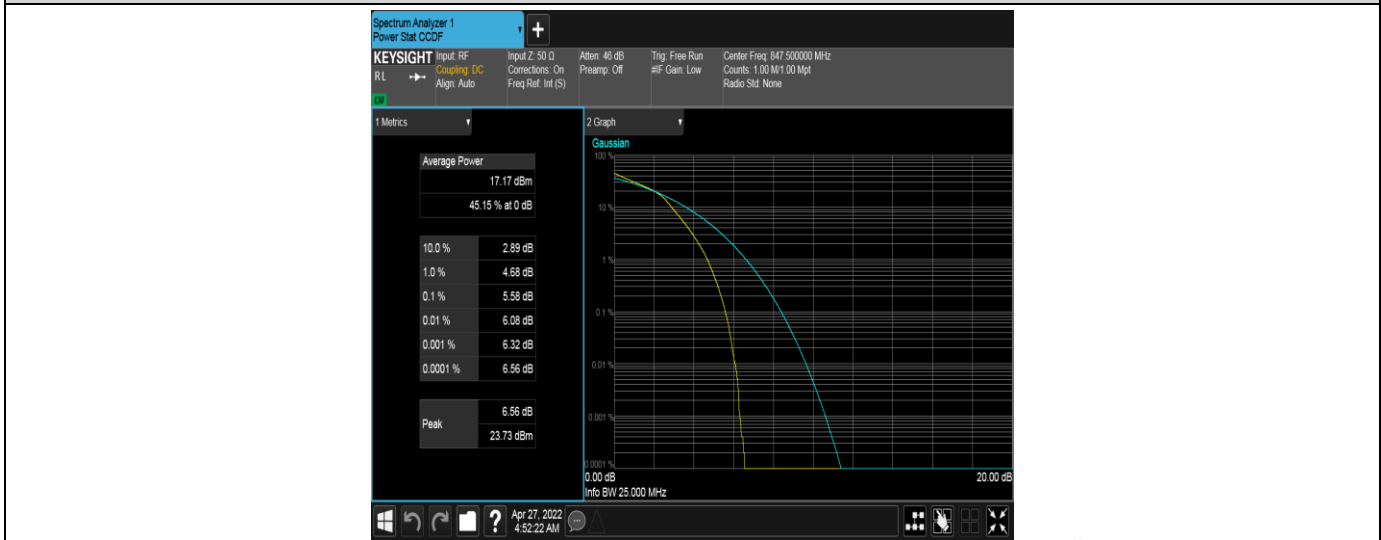 Spectrum Analyzer 1
Power Stat CCDF
+
KEYSIGHT
RL
LM
Input: RF
Coupling: DC
Align: Auto
Input Z: 50 Ω
Corrections: On
Freq Ref: Int (S)
Atten: 46 dB
Preamp: Off
Trig: Free Run
#IF Gain: Low
Center Freq: 847.500000 MHz
Counts: 1.00 M/1.00 Mpt
Radio Std: None
1 Metrics
Average Power
17.17 dBm
45.15 % at 0 dB
10.0 % 2.89 dB
1.0 % 4.68 dB
0.1 % 5.58 dB
0.01 % 6.08 dB
0.001 % 6.32 dB
0.0001 % 6.56 dB
Peak
6.56 dB
23.73 dBm
2 Graph
Gaussian
100 %
10 %
1 %
0.1 %
0.01 %
0.001 %
0.0001 %
0.00 dB 20.00 dB
Info BW 25.000 MHz
?
Apr 27, 2022
4:52:22 AM